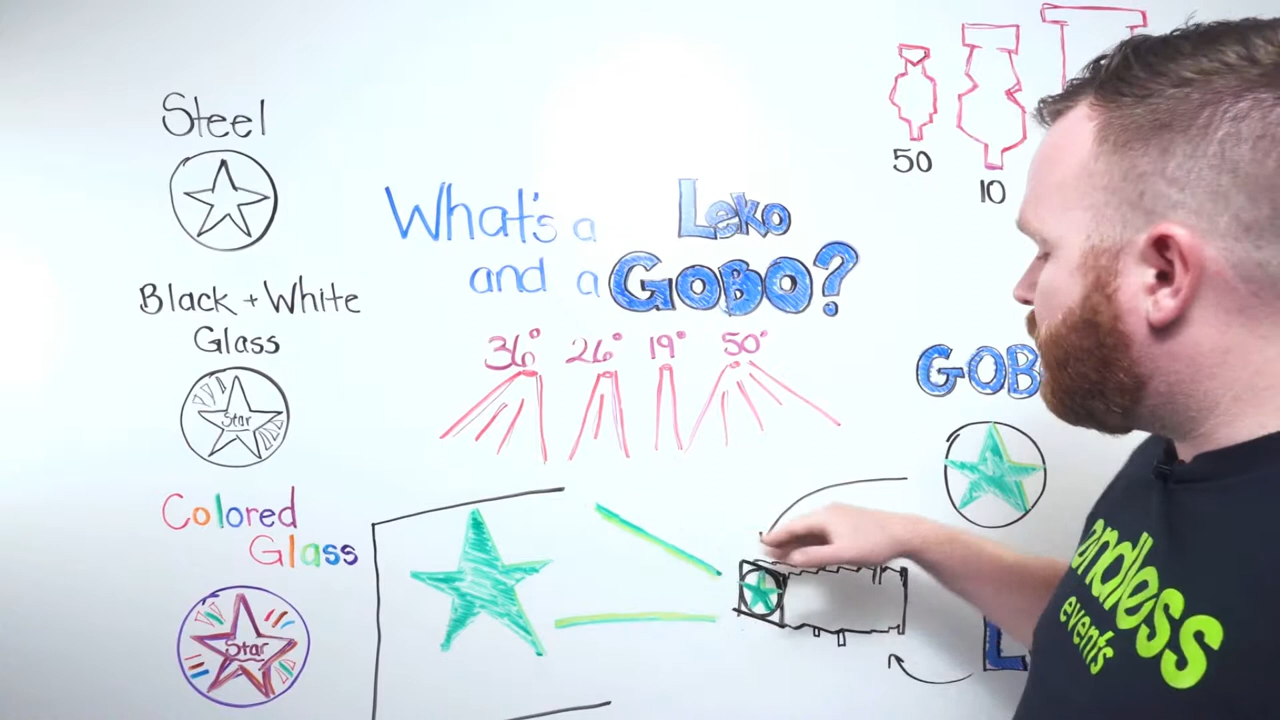 Steel
Black + White
Glass
Star
Colored
Glass
Star
What's a Leko
and a GOBO?
36° 26° 19° 50°
50
10
GOB
L
endless
events